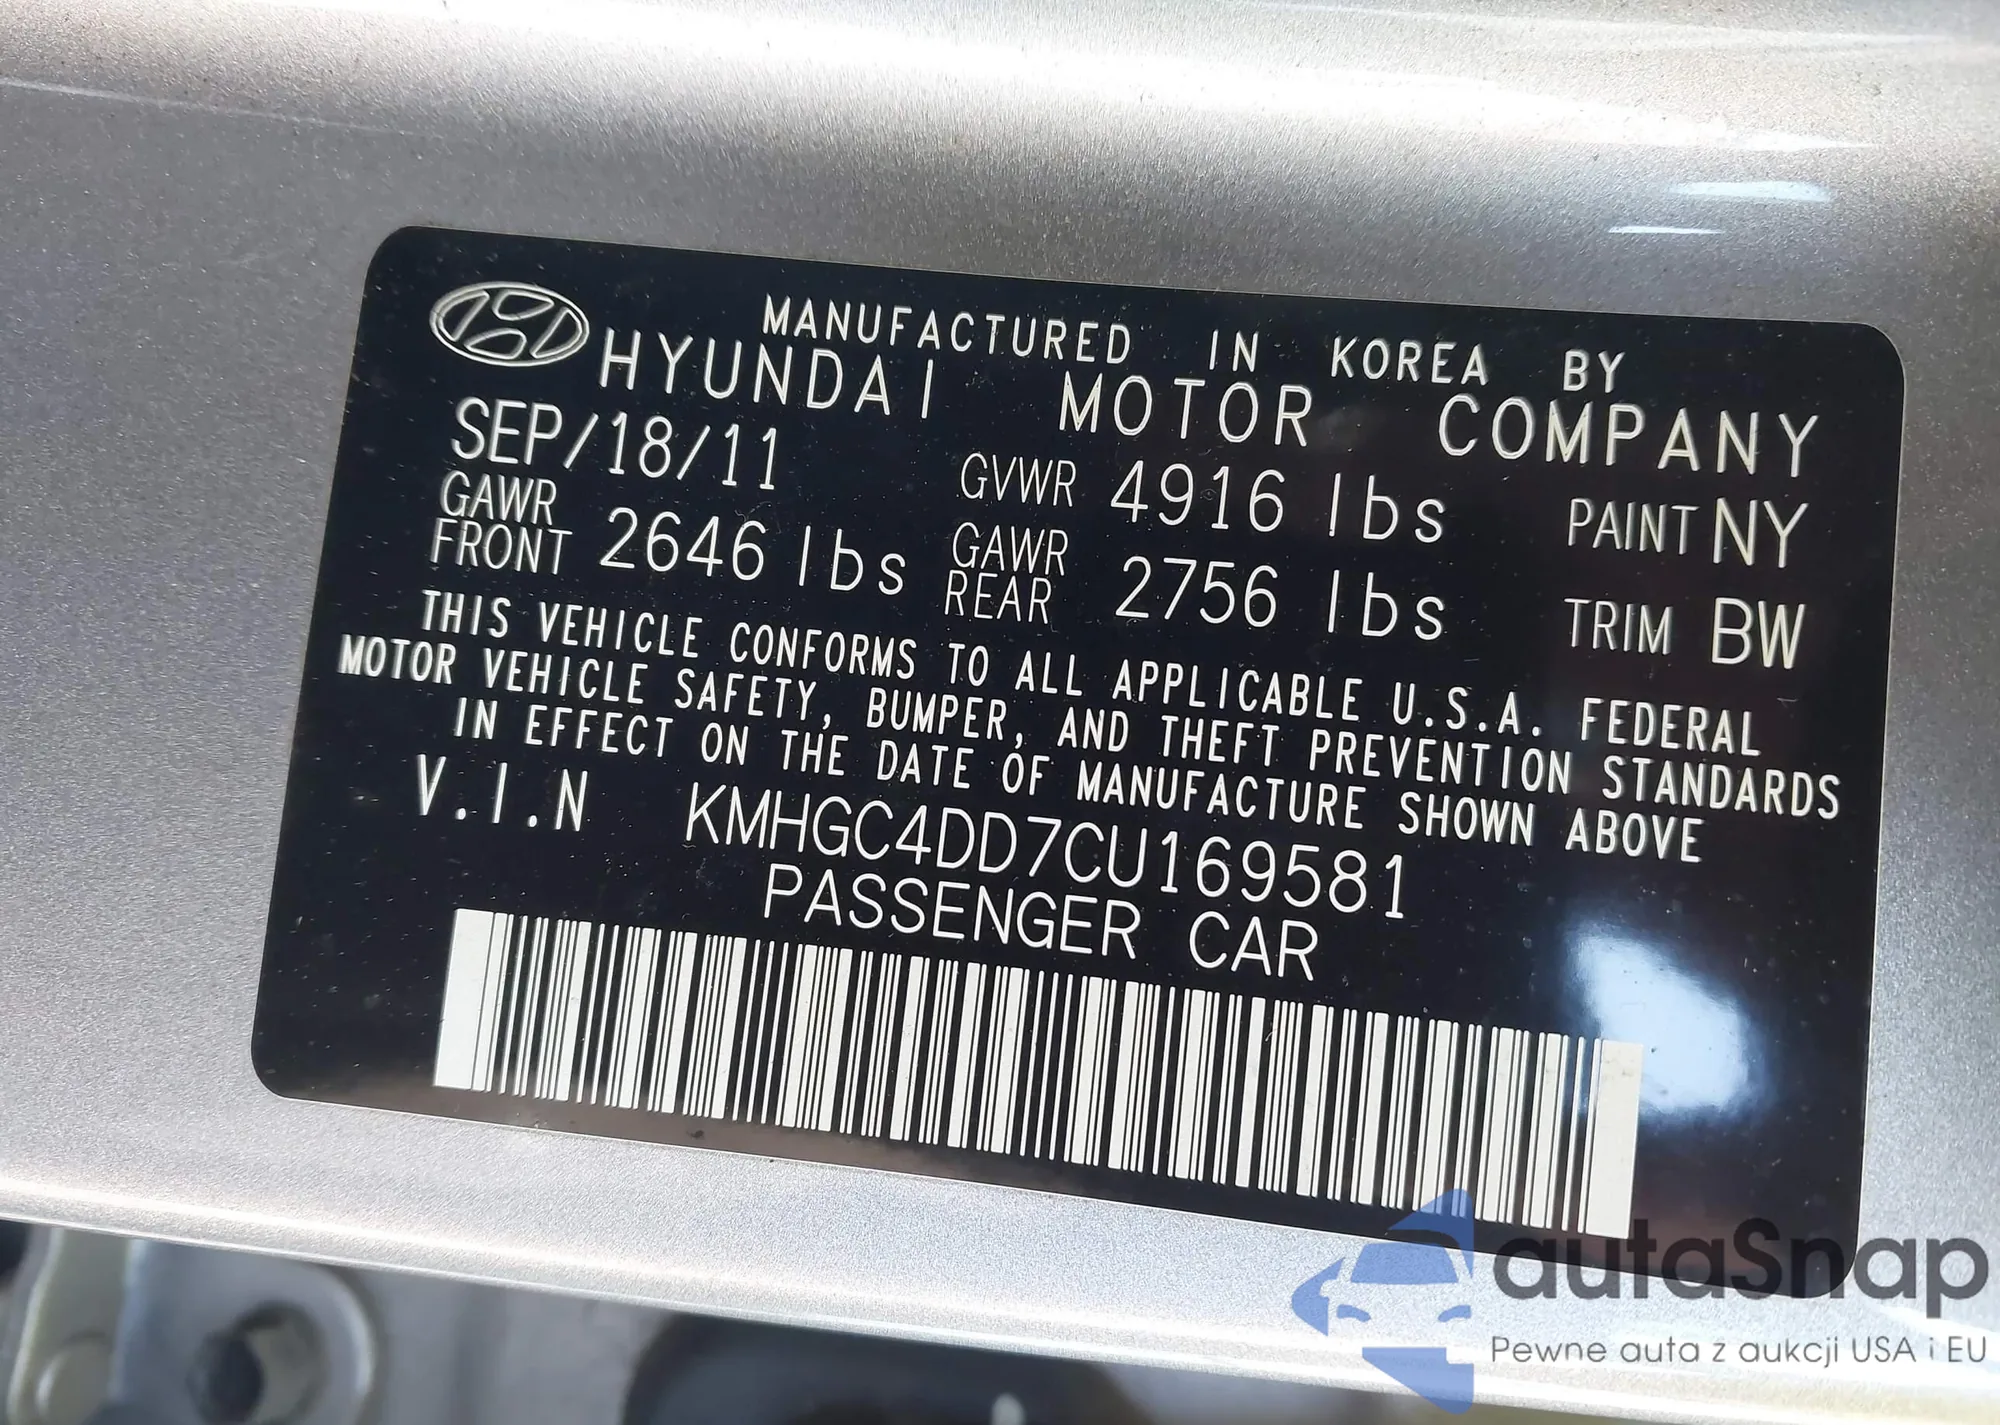 MANUFACTURED IN KOREA BY
HYUNDAI MOTOR COMPANY
SEP/18/11 GVWR 4916 lbs PAINT NY
GAWR FRONT 2646 lbs GAWR REAR 2756 lbs TRIM BW
THIS VEHICLE CONFORMS TO ALL APPLICABLE U.S.A. FEDERAL
MOTOR VEHICLE SAFETY, BUMPER, AND THEFT PREVENTION STANDARDS
IN EFFECT ON THE DATE OF MANUFACTURE SHOWN ABOVE
V.I.N KMHGC4DD7CU169581
PASSENGER CAR
autaSnap
Pewne auta z aukcji USA i EU